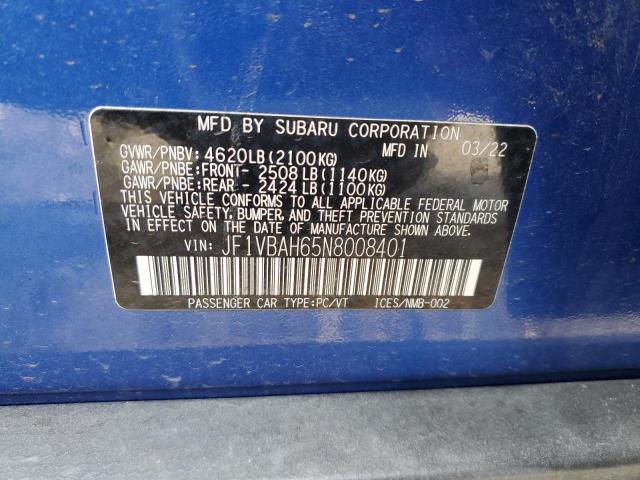 MFD BY SUBARU CORPORATION
GVWR/PNBV: 4620LB(2100KG) MFD IN 03/22
GAWR/PNBE:FRONT- 2508LB(1140KG)
GAWR/PNBE:REAR - 2424LB(1100KG)
THIS VEHICLE CONFORMS TO ALL APPLICABLE FEDERAL MOTOR
VEHICLE SAFETY, BUMPER, AND THEFT PREVENTION STANDARDS
IN EFFECT ON THE DATE OF MANUFACTURE SHOWN ABOVE.
VIN: JF1VBAH65N8008401
PASSENGER CAR TYPE:PC/VT ICES/NMB-002